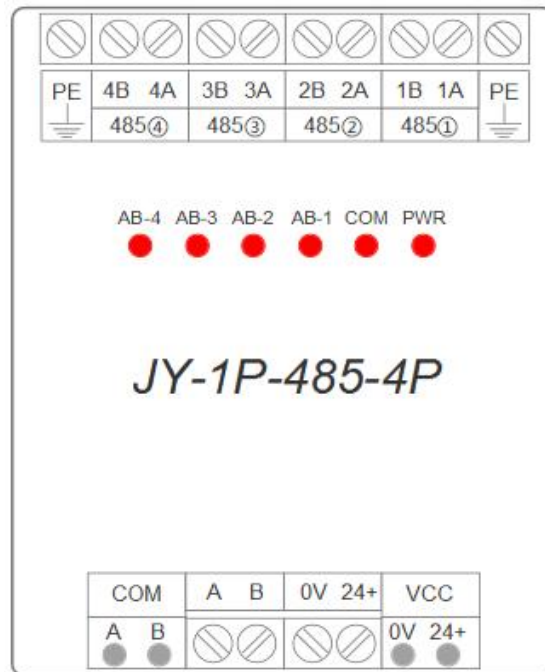 PE 4B 4A 3B 3A 2B 2A 1B 1A PE
485④ 485③ 485② 485①
AB-4 AB-3 AB-2 AB-1 COM PWR
JY-1P-485-4P
COM A B 0V 24+ VCC
A B 0V 24+